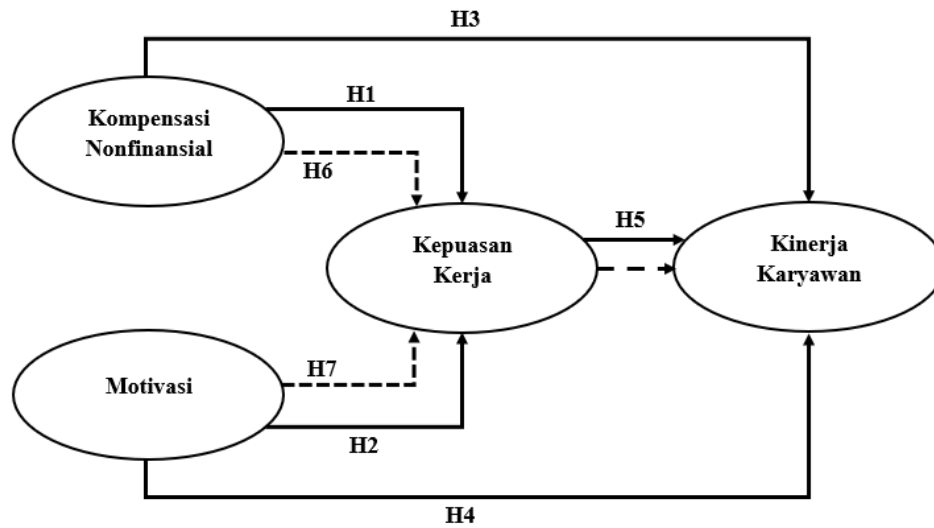 H3
H1
Kompensasi
Nonfinansial
H6
H5
Kepuasan
Kerja
Kinerja
Karyawan
H7
Motivasi
H2
H4